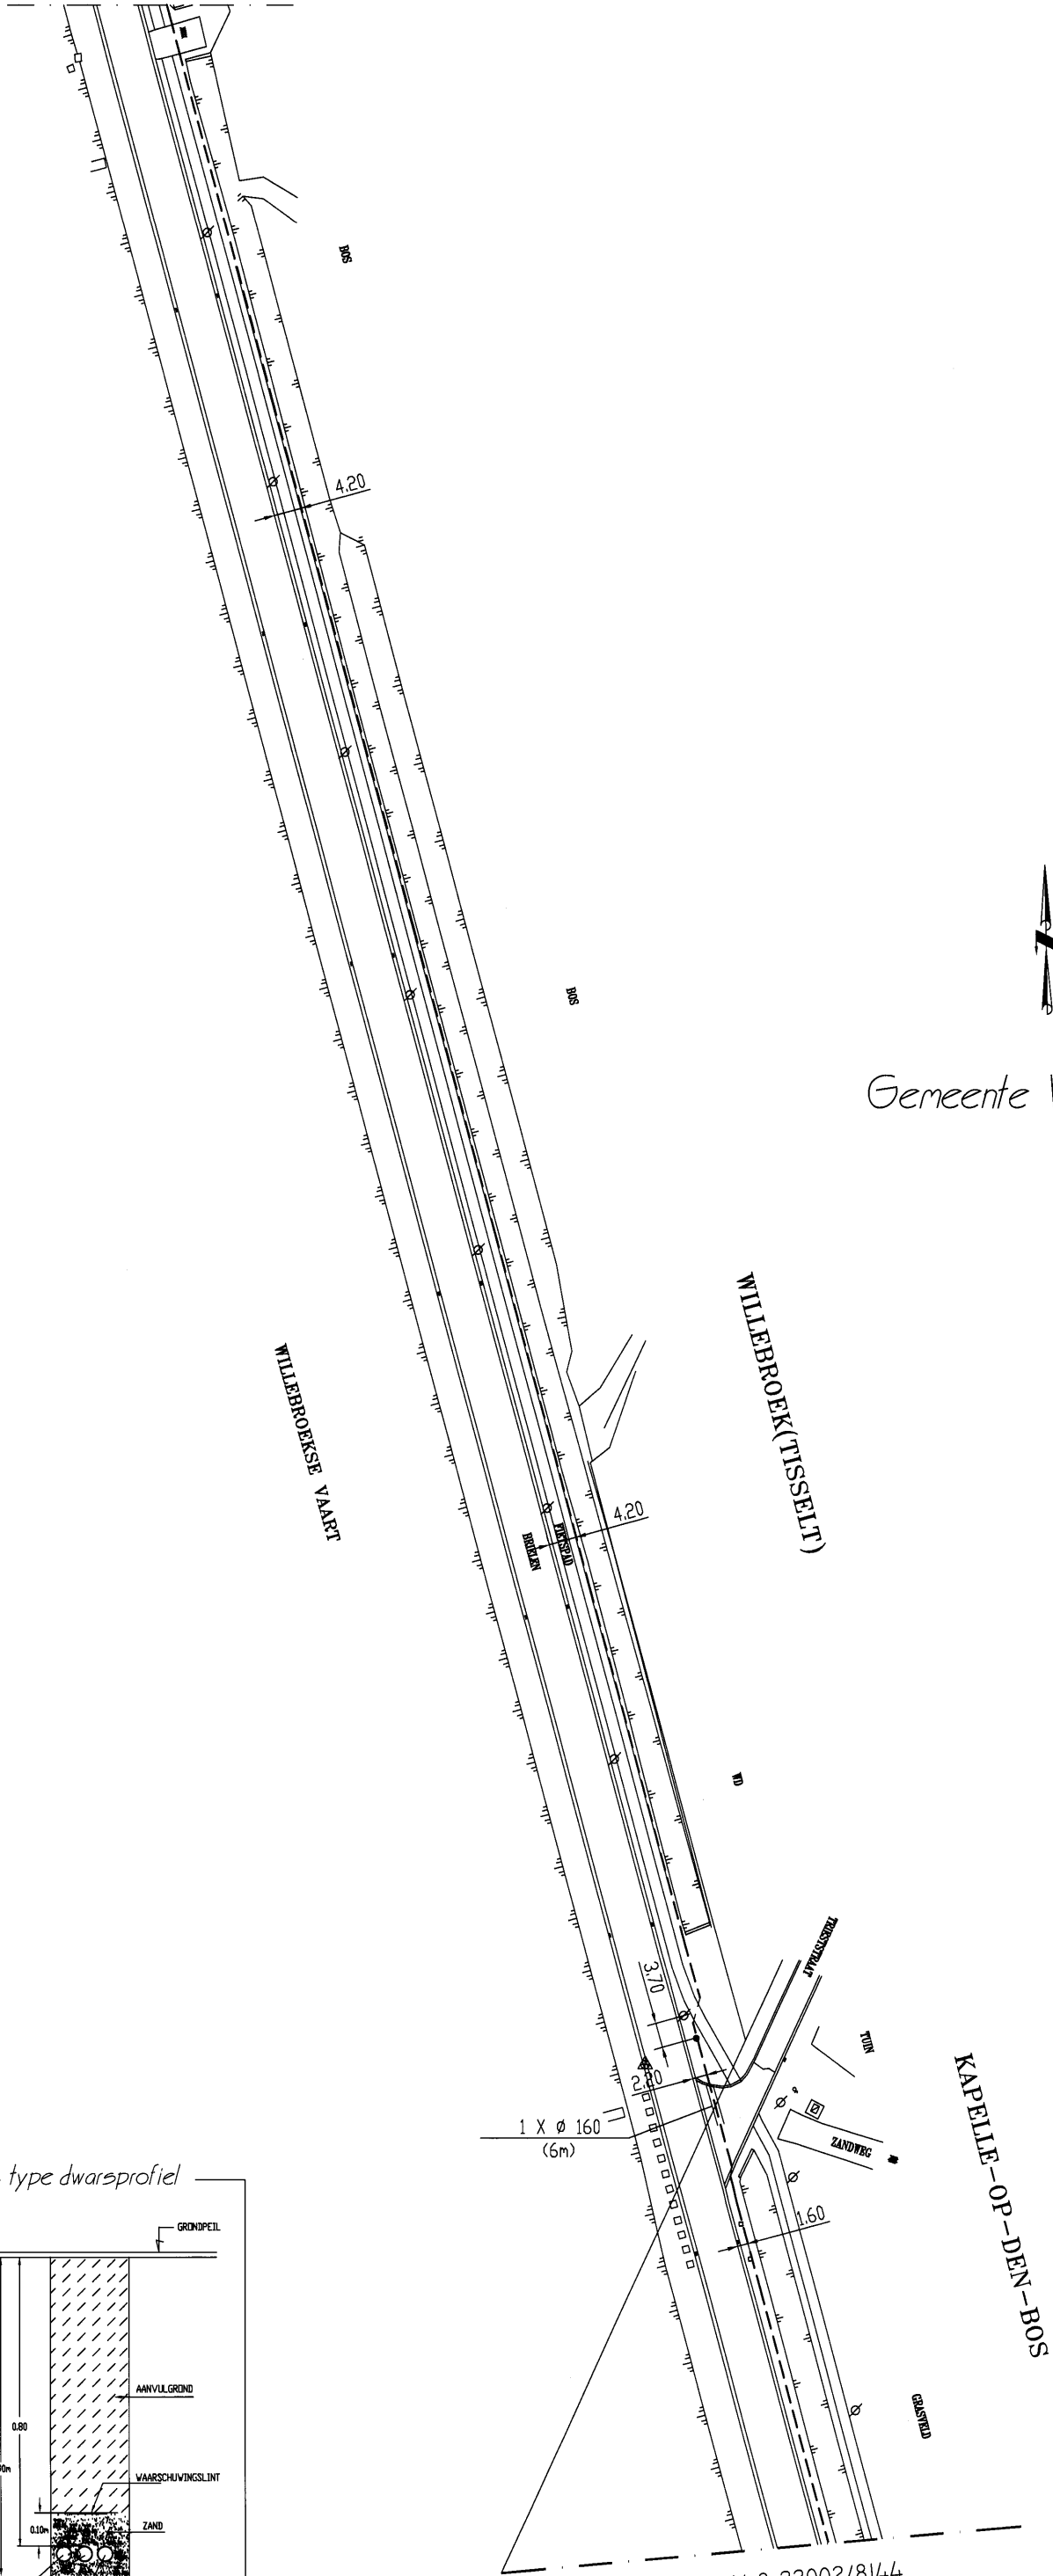 BOS
4.20
BOS
Gemeente
WILLEBROEK(TISSELT)
WILLEBROEKSE VAART
4.20
FIETSPAD
BRIELEN
WD
TRIESTSTRAAT
3.70
TUIN
2.20
1 X Ø 160
(6m)
ZANDWEG
KAPELLE-OP-DEN-BOS
1.60
type dwarsprofiel
GRONDPEIL
AANVULGROND
0.80
WAARSCHUWINGSLINT
0.10m
ZAND
GRASVELD